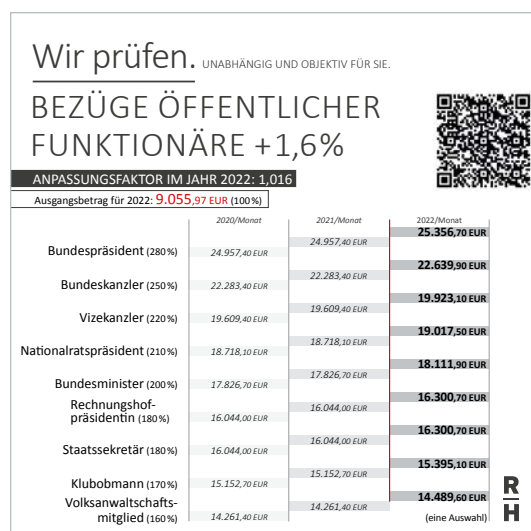 Wir prüfen. UNABHÄNGIG UND OBJEKTIV FÜR SIE.
BEZÜGE ÖFFENTLICHER
FUNKTIONÄRE +1,6%
ANPASSUNGSFAKTOR IM JAHR 2022: 1,016
Ausgangsbetrag für 2022: 9.055,97 EUR (100%)
2020/Monat 2021/Monat 2022/Monat
Bundespräsident (280%) 24.957,40 EUR 24.957,40 EUR 25.356,70 EUR
Bundeskanzler (250%) 22.283,40 EUR 22.283,40 EUR 22.639,90 EUR
Vizekanzler (220%) 19.609,40 EUR 19.609,40 EUR 19.923,10 EUR
Nationalratspräsident (210%) 18.718,10 EUR 18.718,10 EUR 19.017,50 EUR
Bundesminister (200%) 17.826,70 EUR 17.826,70 EUR 18.111,90 EUR
Rechnungshof-
präsidentin (180%) 16.044,00 EUR 16.044,00 EUR 16.300,70 EUR
Staatssekretär (180%) 16.044,00 EUR 16.044,00 EUR 16.300,70 EUR
Klubobmann (170%) 15.152,70 EUR 15.152,70 EUR 15.395,10 EUR
Volksanwaltschafts-
mitglied (160%) 14.261,40 EUR 14.261,40 EUR 14.489,60 EUR
(eine Auswahl)
R
H